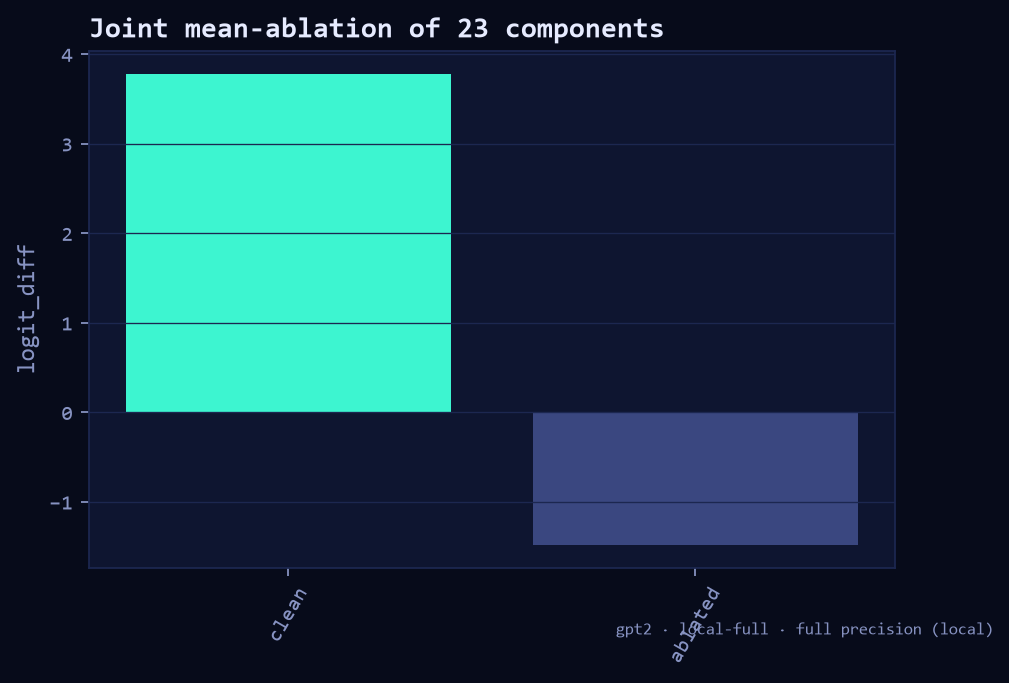 Joint mean-ablation of 23 components
4
3
2
1
0
−1
logit_diff
clean
ablated
gpt2 · local-full · full precision (local)